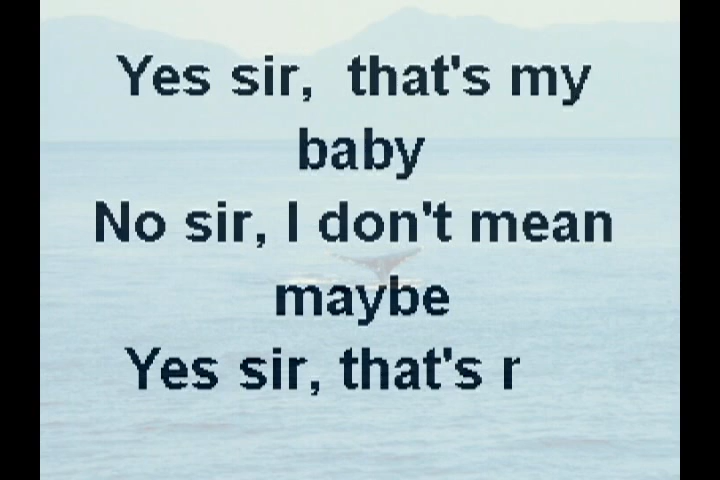 Yes sir, that's my
baby
No sir, I don't mean
maybe
Yes sir, that's